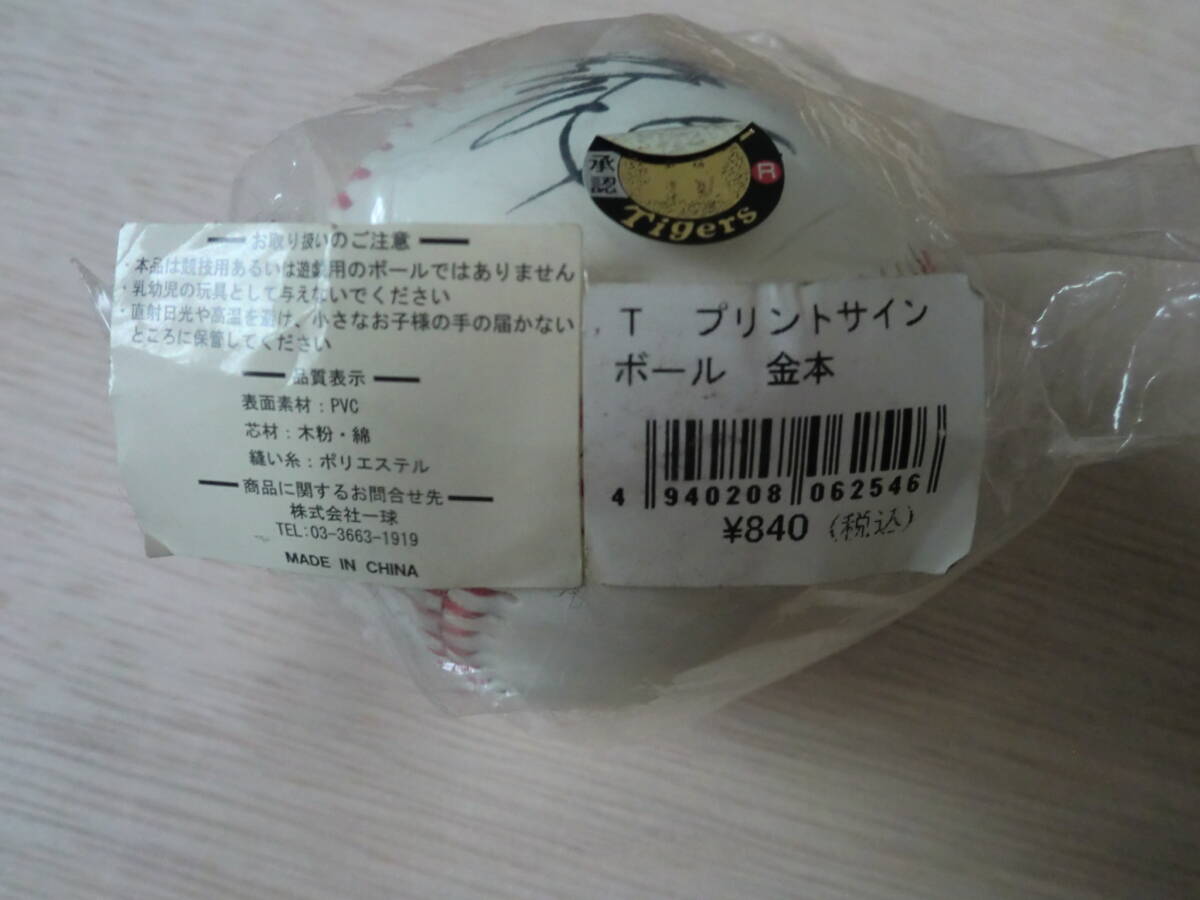 承認
R
Tigers
お取り扱いのご注意
・本品は競技用あるいは遊戯用のボールではありません
・乳幼児の玩具として与えないでください
・直射日光や高温を避け、小さなお子様の手の届かない
ところに保管してください
品質表示
表面素材：PVC
芯材：木粉・綿
縫い糸：ポリエステル
商品に関するお問合せ先
株式会社一球
TEL:03-3663-1919
MADE IN CHINA
T プリントサイン
ボール 金本
4 940208 062546
¥840 (税込)